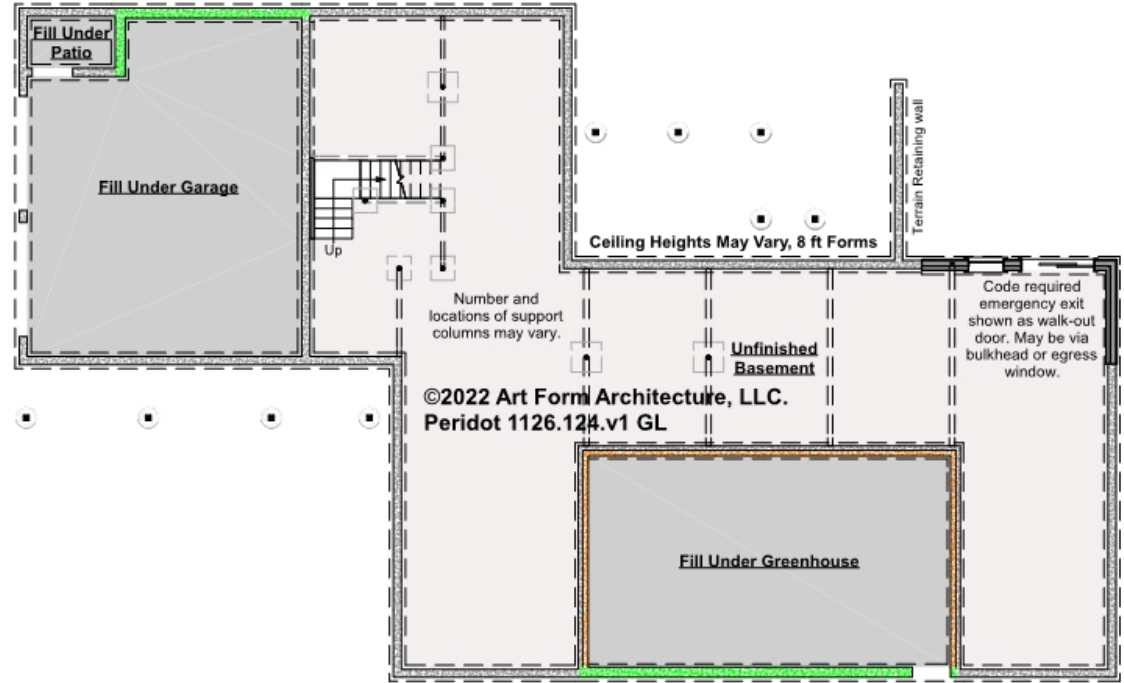 Fill Under
Patio
Fill Under Garage
Up
Terrain Retaining wall
Ceiling Heights May Vary, 8 ft Forms
Number and
locations of support
columns may vary.
Code required
emergency exit
shown as walk-out
door. May be via
bulkhead or egress
window.
Unfinished
Basement
©2022 Art Form Architecture, LLC.
Peridot 1126.124.v1 GL
Fill Under Greenhouse